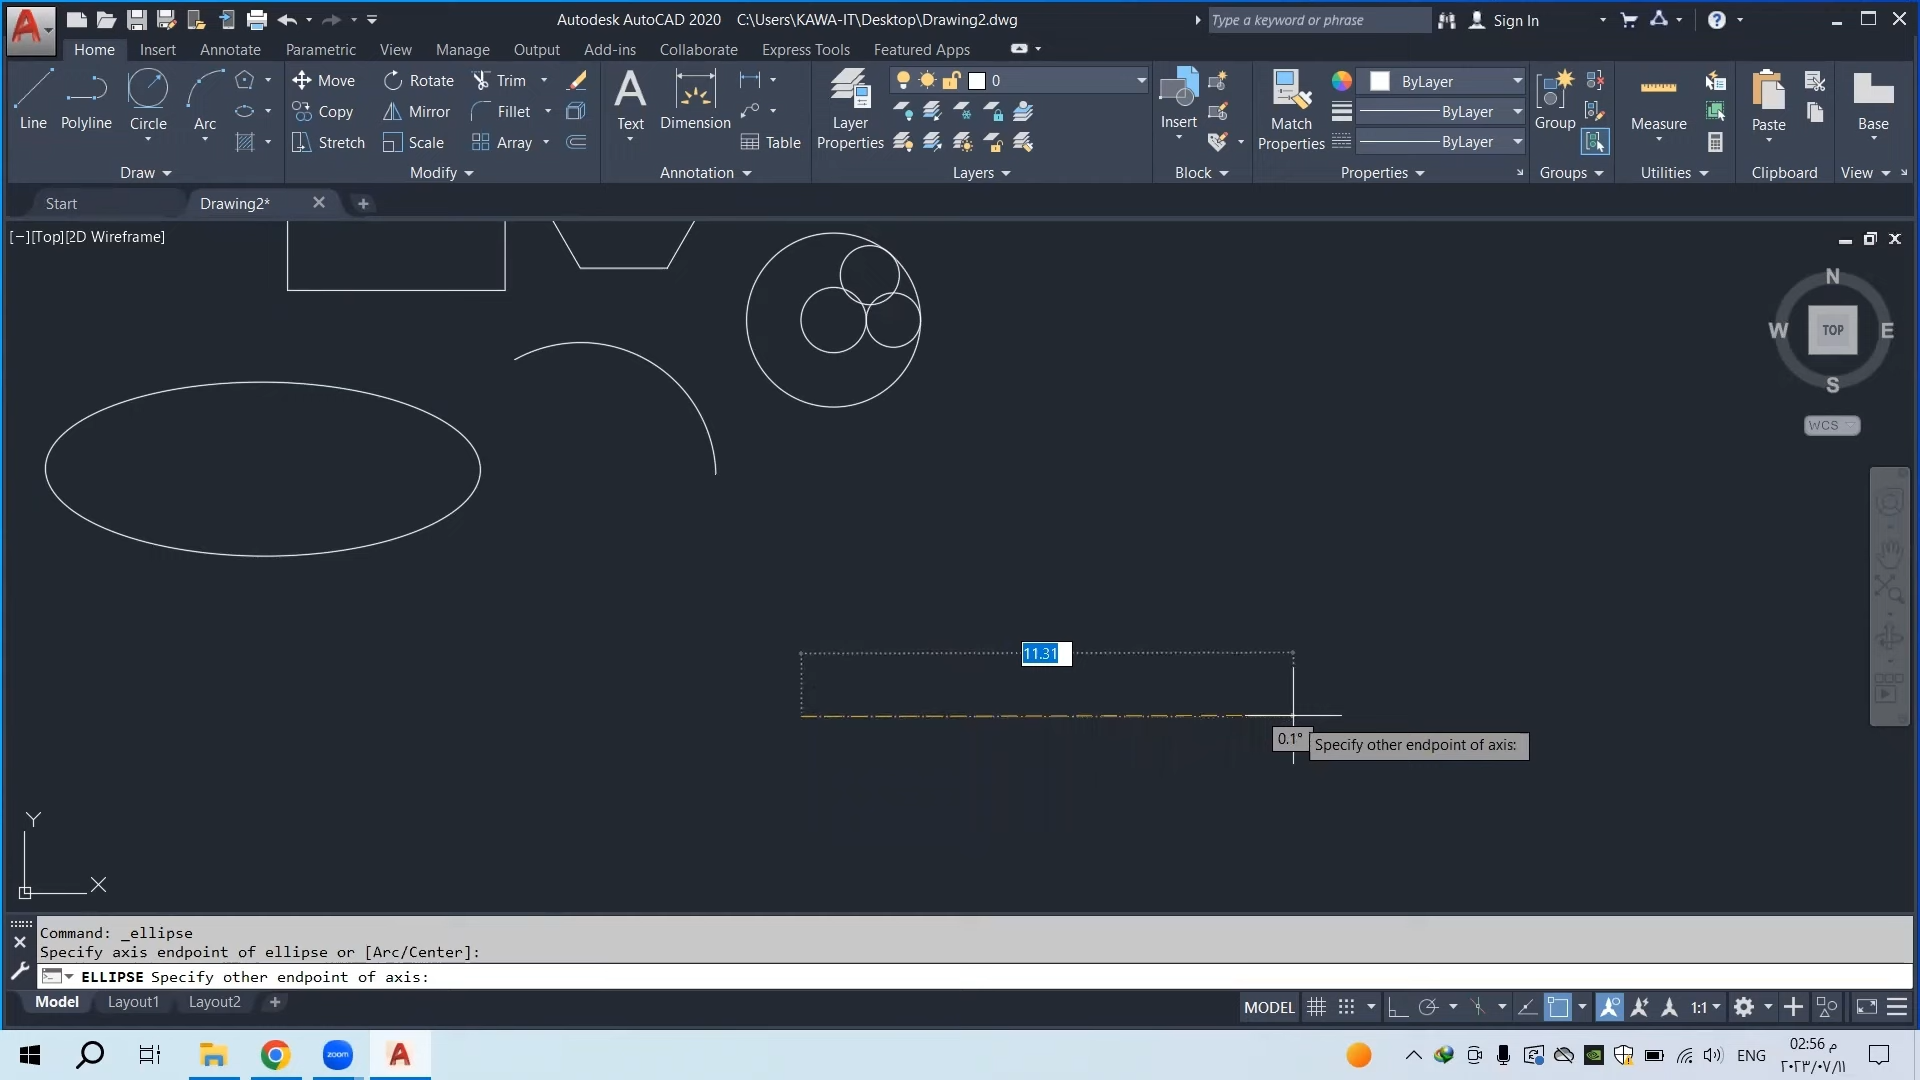 Autodesk AutoCAD 2020 C:\Users\KAWA-IT\Desktop\Drawing2.dwg
Type a keyword or phrase
Sign In
Home Insert Annotate Parametric View Manage Output Add-ins Collaborate Express Tools Featured Apps
Line Polyline Circle Arc
Move Rotate Trim
Copy Mirror Fillet
Stretch Scale Array
Text Dimension Table
Layer Properties
0
Insert
Match Properties
ByLayer
ByLayer
ByLayer
Group Measure Paste Base
Draw Modify Annotation Layers Block Properties Groups Utilities Clipboard View
Start Drawing2*
[−][Top][2D Wireframe]
N
W TOP E
S
WCS
11.31
0.1° Specify other endpoint of axis:
Y
X
Command: _ellipse
Specify axis endpoint of ellipse or [Arc/Center]:
ELLIPSE Specify other endpoint of axis:
Model Layout1 Layout2
MODEL 1:1
zoom
ENG
02:56 م
٢٠٢٣/٠٧/١١